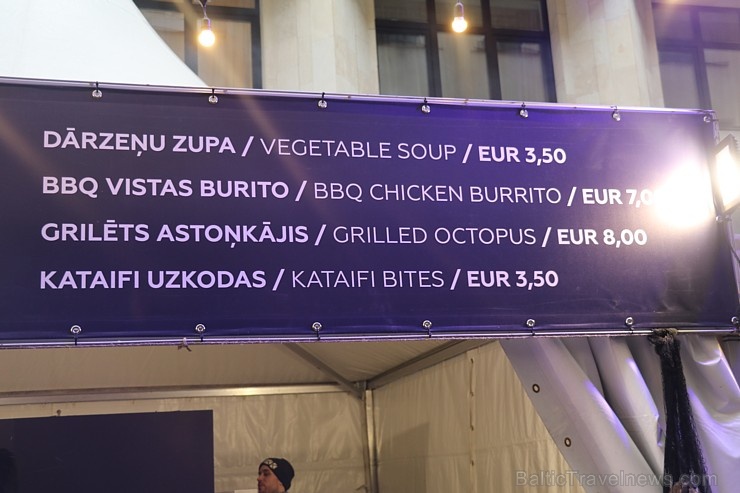 DĀRZEŅU ZUPA / VEGETABLE SOUP / EUR 3,50
BBQ VISTAS BURITO / BBQ CHICKEN BURRITO / EUR 7,00
GRILĒTS ASTOŅKĀJIS / GRILLED OCTOPUS / EUR 8,00
KATAIFI UZKODAS / KATAIFI BITES / EUR 3,50
BalticTravelnews.com